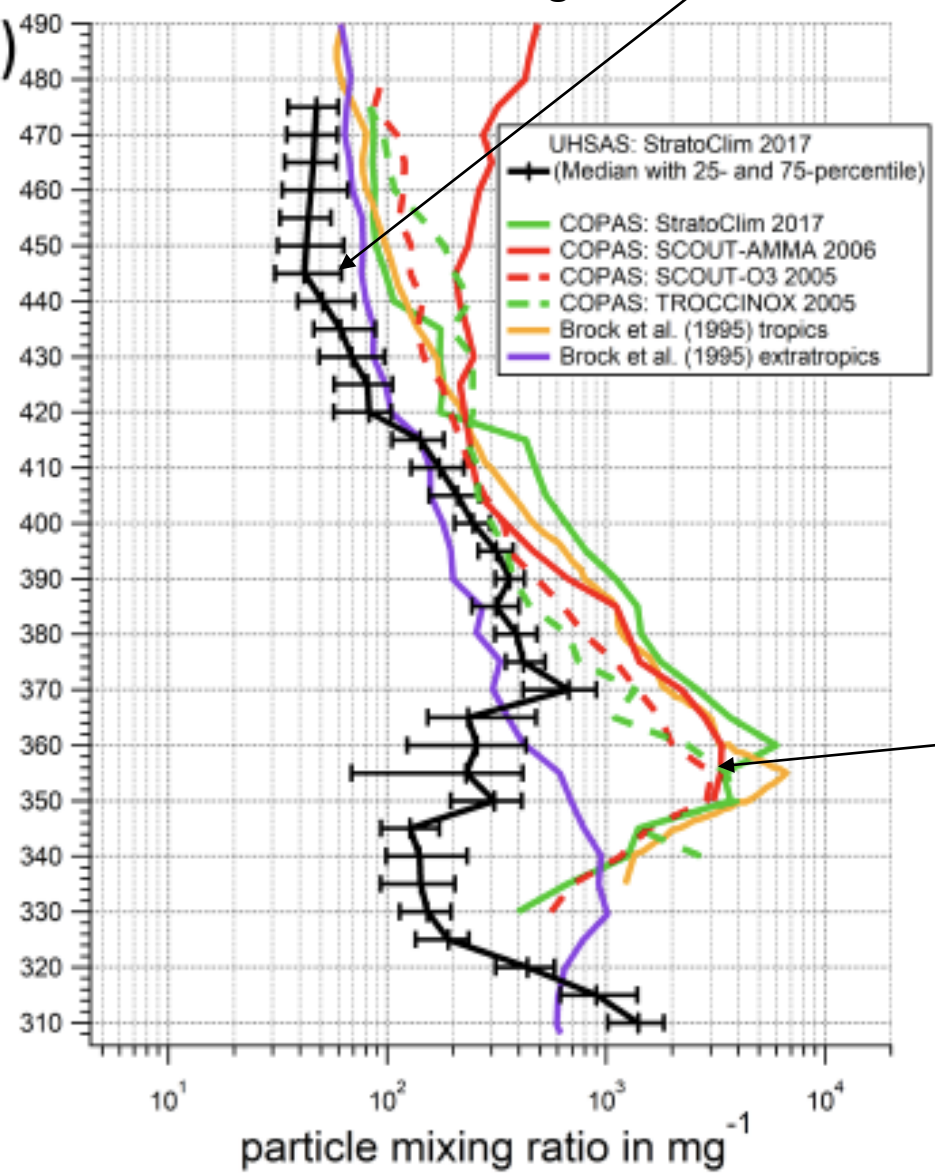 )
490
480
470
460
450
440
430
420
410
400
390
380
370
360
350
340
330
320
310
UHSAS: StratoClim 2017
(Median with 25- and 75-percentile)
COPAS: StratoClim 2017
COPAS: SCOUT-AMMA 2006
COPAS: SCOUT-O3 2005
COPAS: TROCCINOX 2005
Brock et al. (1995) tropics
Brock et al. (1995) extratropics
10¹ 10² 10³ 10⁴
particle mixing ratio in mg⁻¹